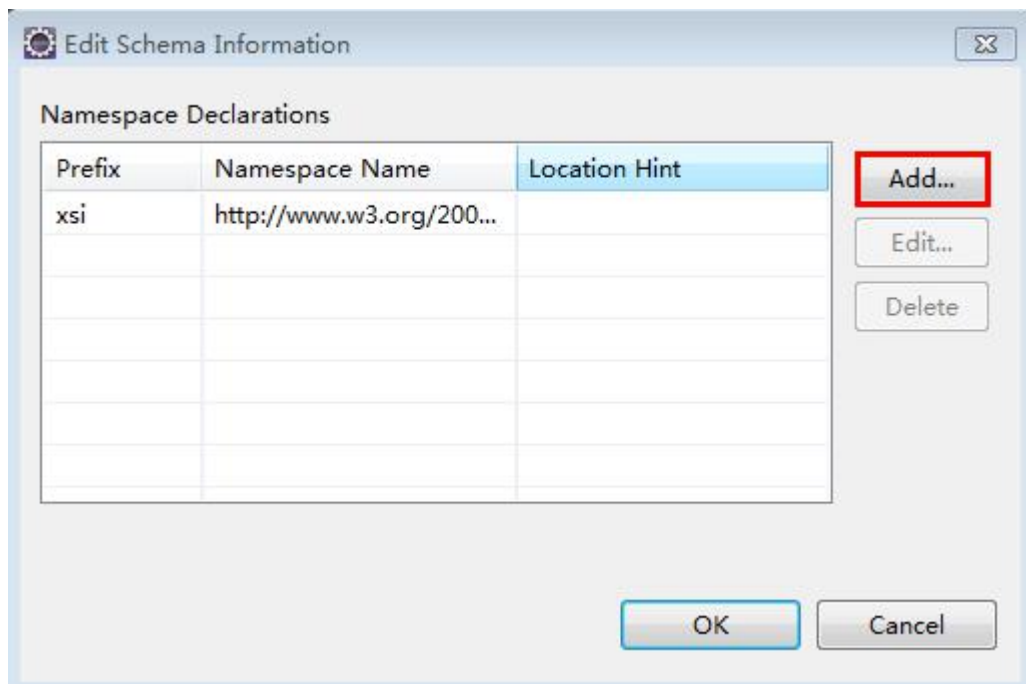 Edit Schema Information
Namespace Declarations
Prefix Namespace Name Location Hint
Add...
xsi http://www.w3.org/200...
Edit...
Delete
OK Cancel